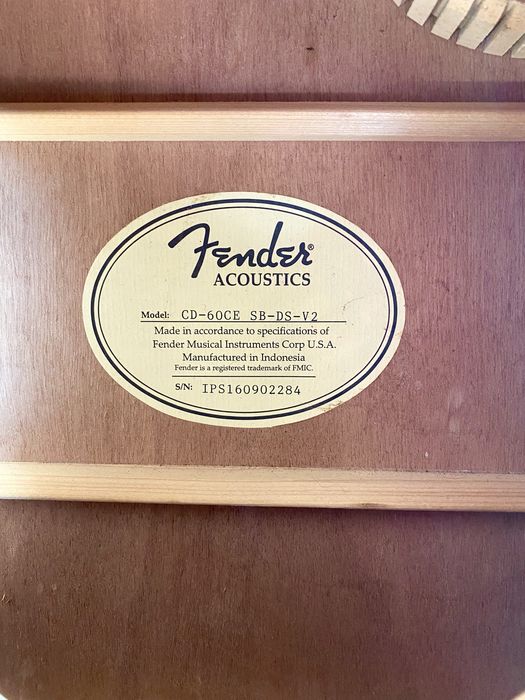 Fender®
ACOUSTICS
Model: CD-60CE SB-DS-V2
Made in accordance to specifications of
Fender Musical Instruments Corp U.S.A.
Manufactured in Indonesia
Fender is a registered trademark of FMIC.
S/N: IPS160902284